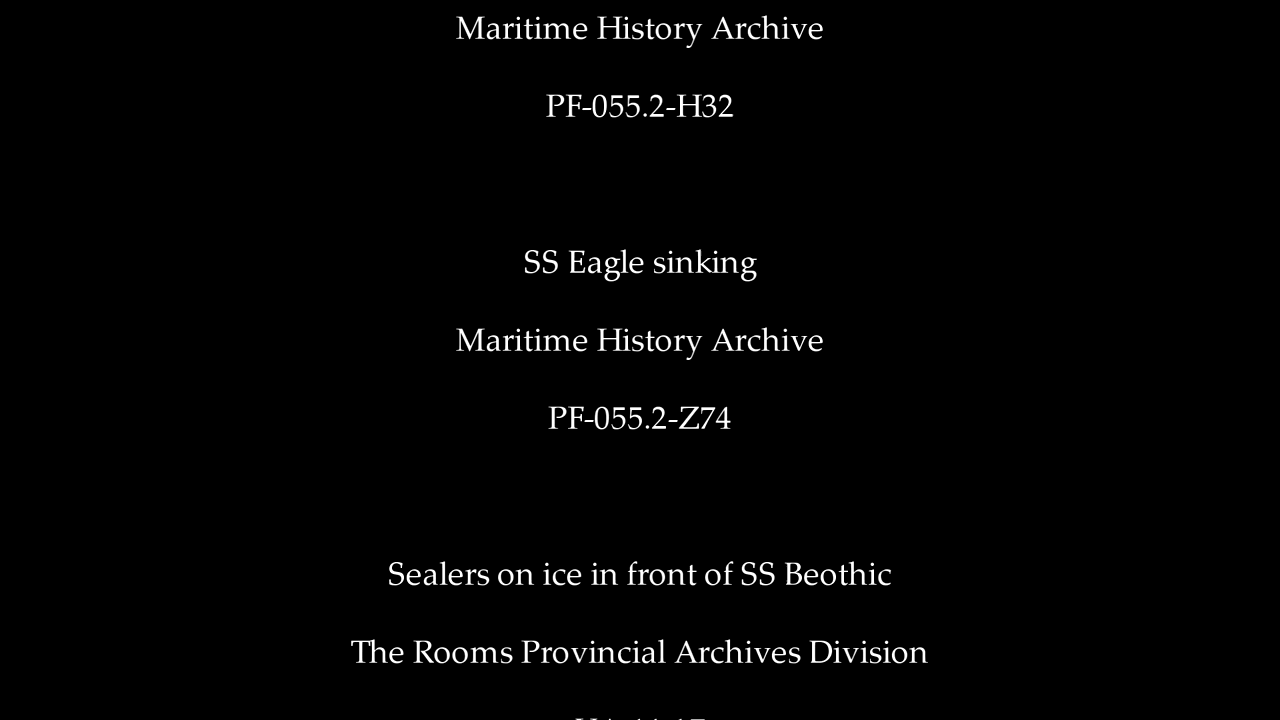 Maritime History Archive
PF-055.2-H32
SS Eagle sinking
Maritime History Archive
PF-055.2-Z74
Sealers on ice in front of SS Beothic
The Rooms Provincial Archives Division